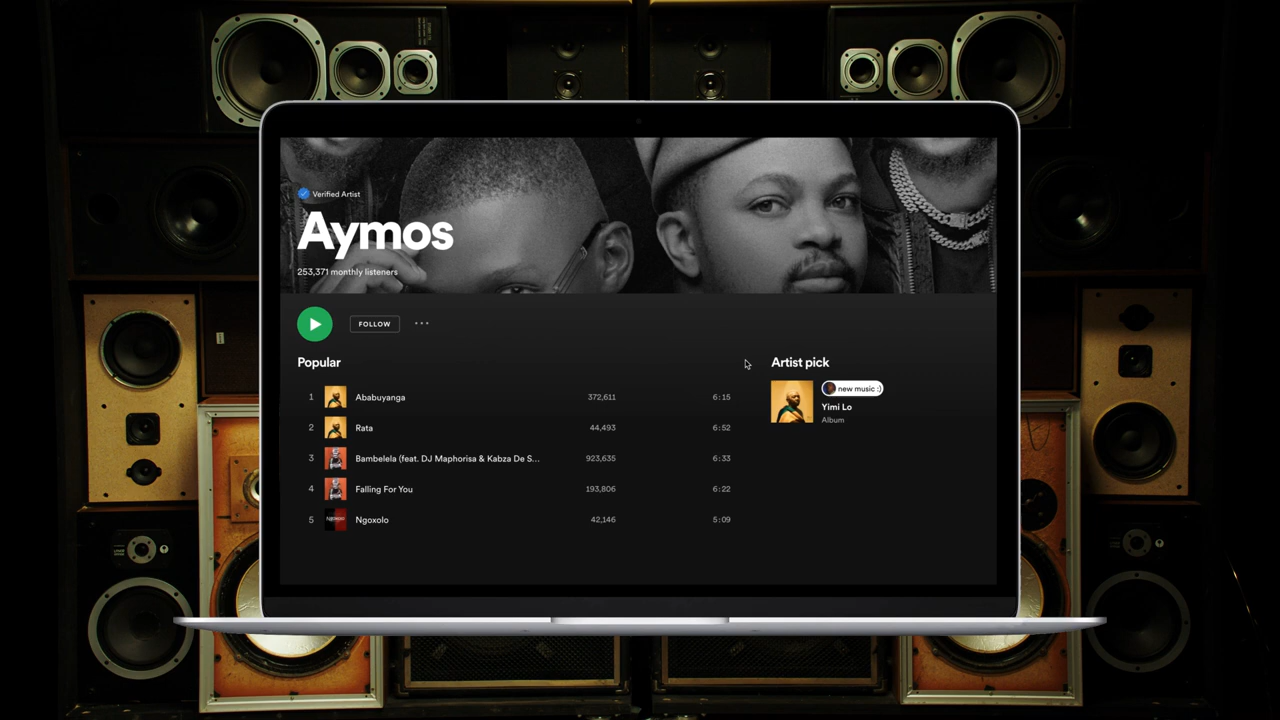 Verified Artist
Aymos
253,371 monthly listeners
FOLLOW
Popular
Artist pick
1 Ababuyanga 372,611 6:15
2 Rata 44,493 6:52
3 Bambelela (feat. DJ Maphorisa & Kabza De S... 923,635 6:33
4 Falling For You 193,806 6:22
5 Ngoxolo 42,146 5:09
new music :)
Yimi Lo
Album
NGOXOLO